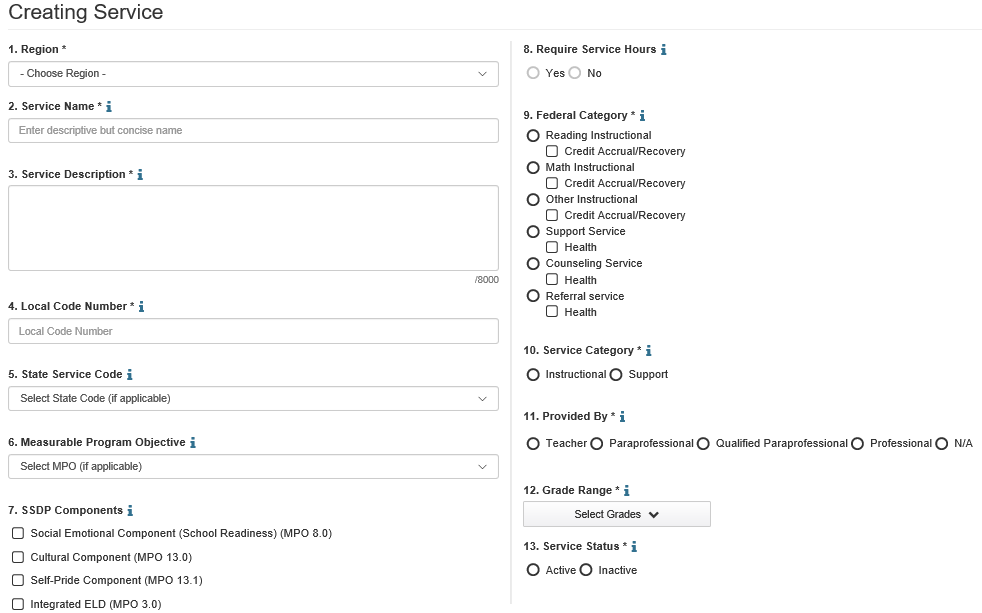 Creating Service
1. Region *
- Choose Region -
2. Service Name * i
Enter descriptive but concise name
3. Service Description * i
/8000
4. Local Code Number * i
Local Code Number
5. State Service Code i
Select State Code (if applicable)
6. Measurable Program Objective i
Select MPO (if applicable)
7. SSDP Components i
Social Emotional Component (School Readiness) (MPO 8.0)
Cultural Component (MPO 13.0)
Self-Pride Component (MPO 13.1)
Integrated ELD (MPO 3.0)
8. Require Service Hours i
Yes No
9. Federal Category * i
Reading Instructional
Credit Accrual/Recovery
Math Instructional
Credit Accrual/Recovery
Other Instructional
Credit Accrual/Recovery
Support Service
Health
Counseling Service
Health
Referral service
Health
10. Service Category * i
Instructional Support
11. Provided By * i
Teacher Paraprofessional Qualified Paraprofessional Professional N/A
12. Grade Range * i
Select Grades
13. Service Status * i
Active Inactive